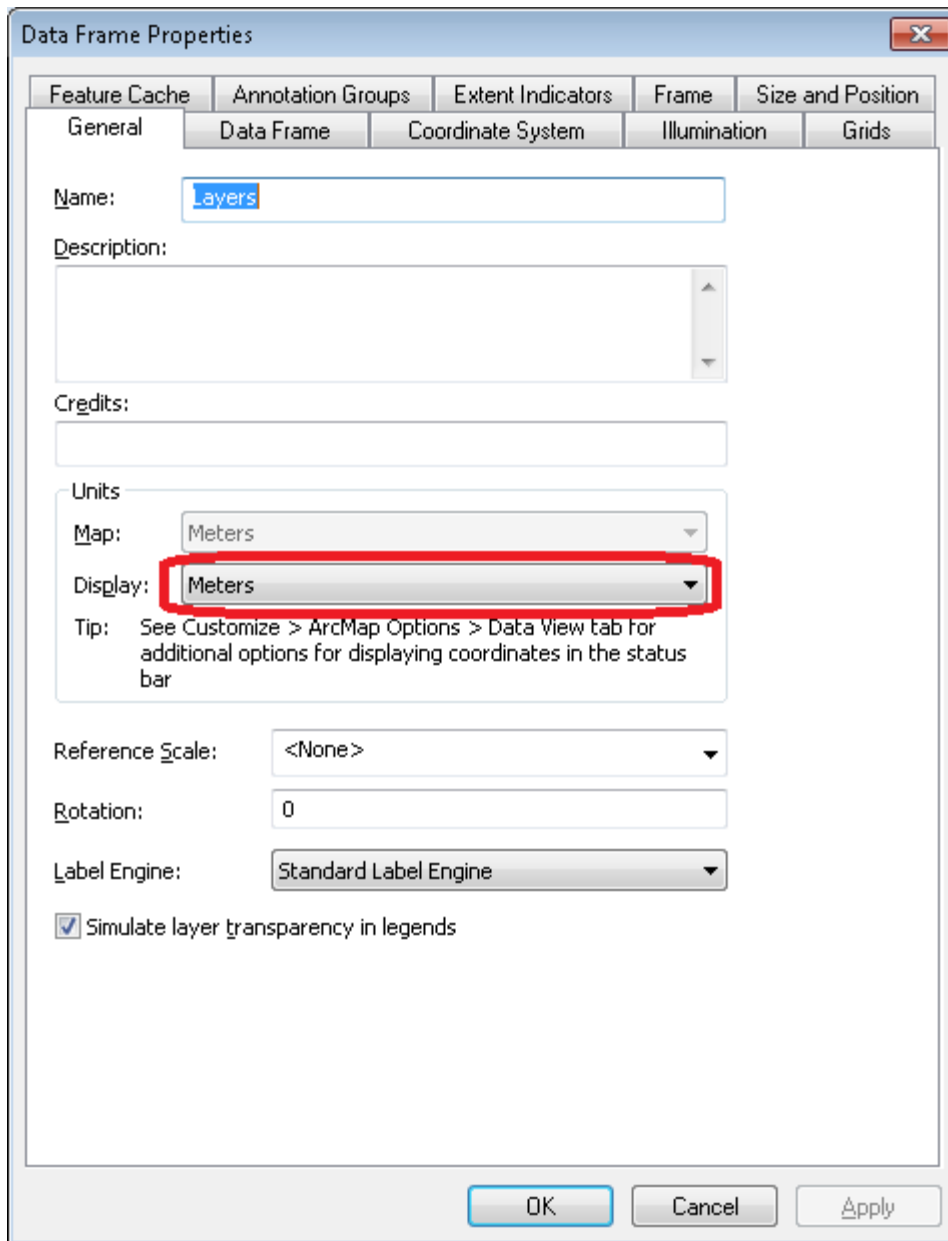 Data Frame Properties
Feature Cache Annotation Groups Extent Indicators Frame Size and Position
General Data Frame Coordinate System Illumination Grids
Name: Layers
Description:
Credits:
Units
Map: Meters
Display: Meters
Tip: See Customize > ArcMap Options > Data View tab for
additional options for displaying coordinates in the status
bar
Reference Scale: <None>
Rotation: 0
Label Engine: Standard Label Engine
Simulate layer transparency in legends
OK Cancel Apply